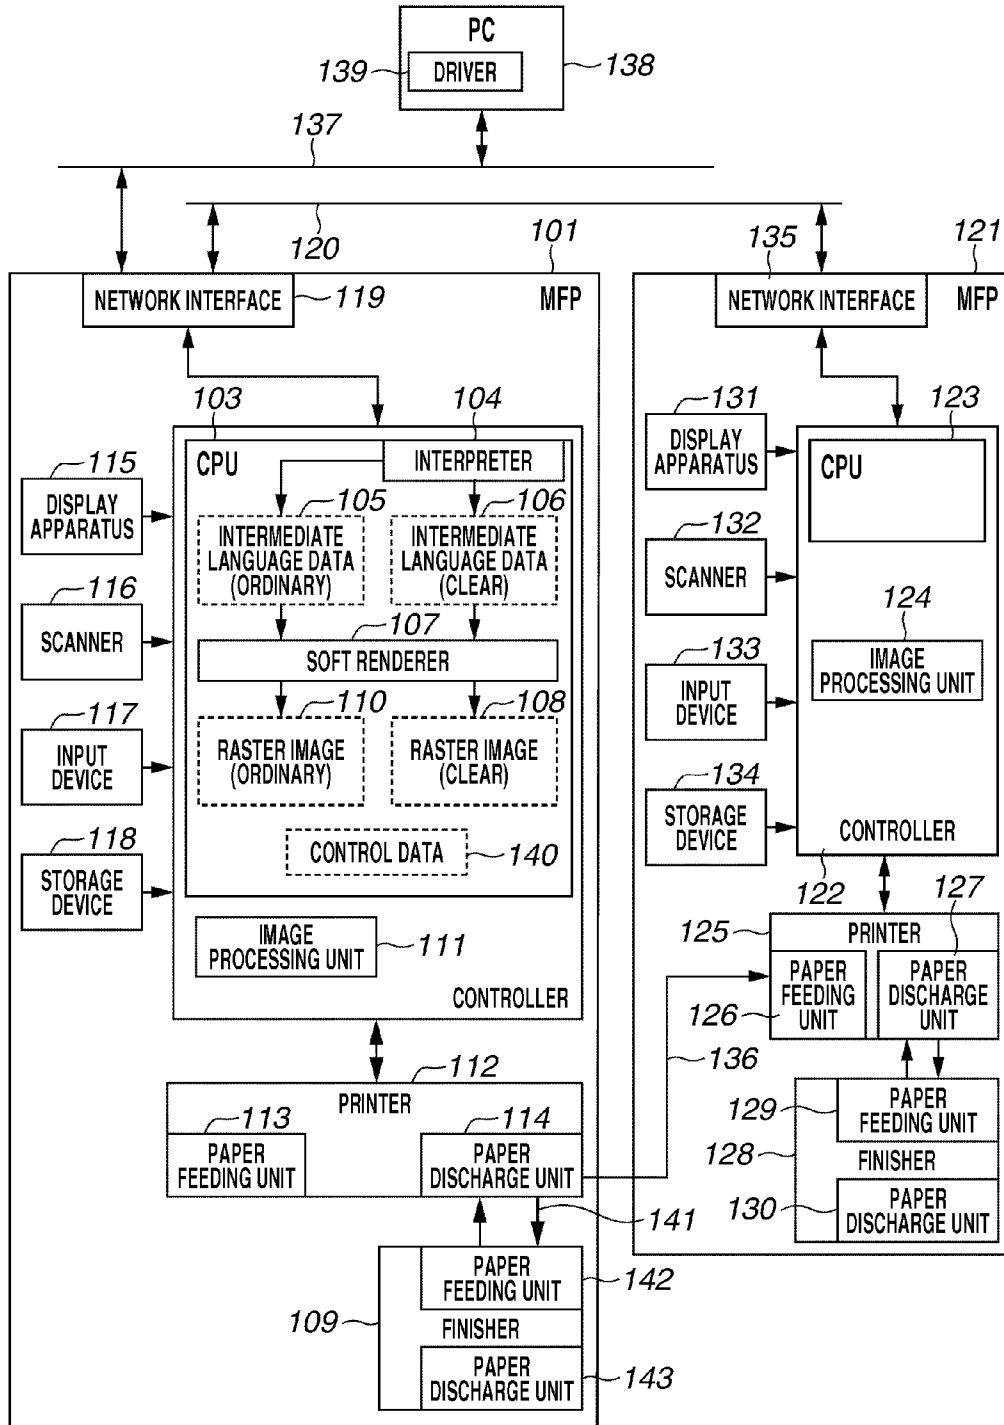 PC
139
DRIVER
138
137
120
101
135
121
NETWORK INTERFACE
119
MFP
NETWORK INTERFACE
MFP
103
104
131
123
115
CPU
INTERPRETER
DISPLAY
APPARATUS
CPU
DISPLAY
APPARATUS
105
106
INTERMEDIATE
LANGUAGE DATA
(ORDINARY)
INTERMEDIATE
LANGUAGE DATA
(CLEAR)
132
SCANNER
116
SCANNER
107
SOFT RENDERER
124
IMAGE
PROCESSING UNIT
133
INPUT
DEVICE
117
INPUT
DEVICE
110
108
RASTER IMAGE
(ORDINARY)
RASTER IMAGE
(CLEAR)
134
STORAGE
DEVICE
CONTROLLER
118
STORAGE
DEVICE
CONTROL DATA
140
122
127
IMAGE
PROCESSING UNIT
111
CONTROLLER
125
PRINTER
PAPER
FEEDING
UNIT
126
PAPER
DISCHARGE
UNIT
136
112
PRINTER
113
114
PAPER
FEEDING UNIT
PAPER
DISCHARGE UNIT
129
PAPER
FEEDING UNIT
128
FINISHER
130
PAPER
DISCHARGE UNIT
141
PAPER
FEEDING UNIT
142
109
FINISHER
PAPER
DISCHARGE UNIT
143